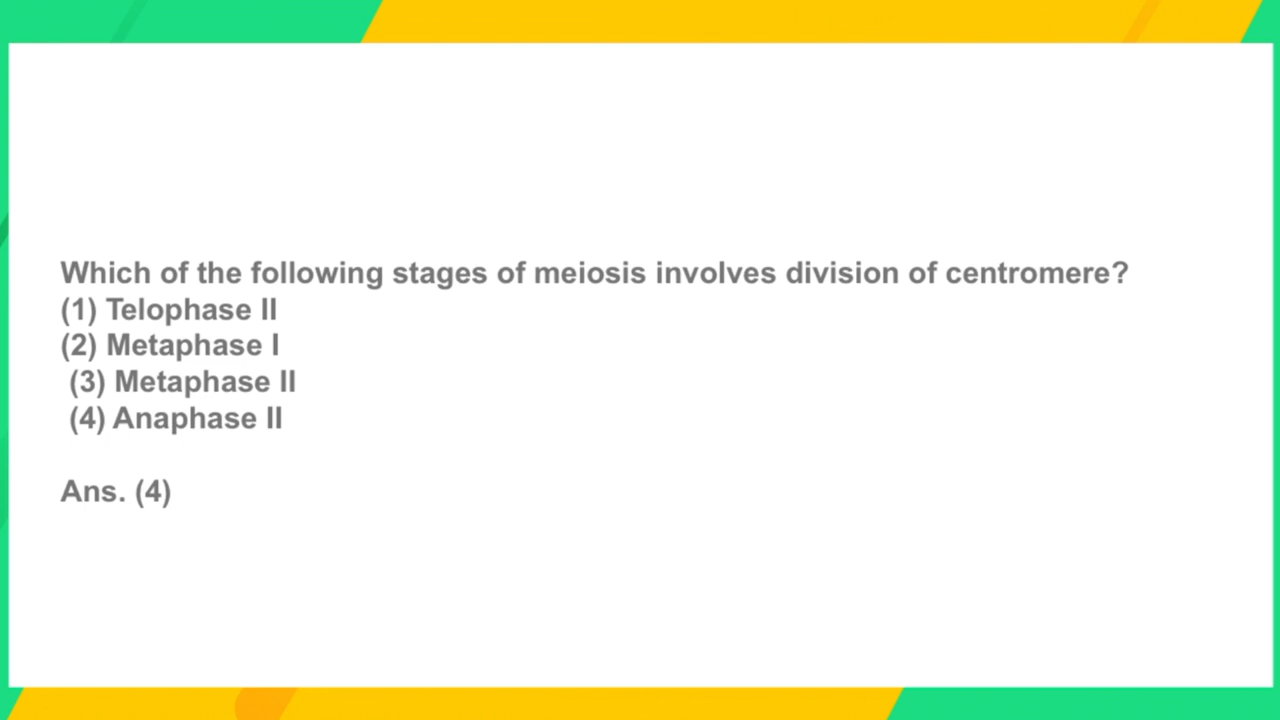 Which of the following stages of meiosis involves division of centromere?
(1) Telophase II
(2) Metaphase I
(3) Metaphase II
(4) Anaphase II
Ans. (4)